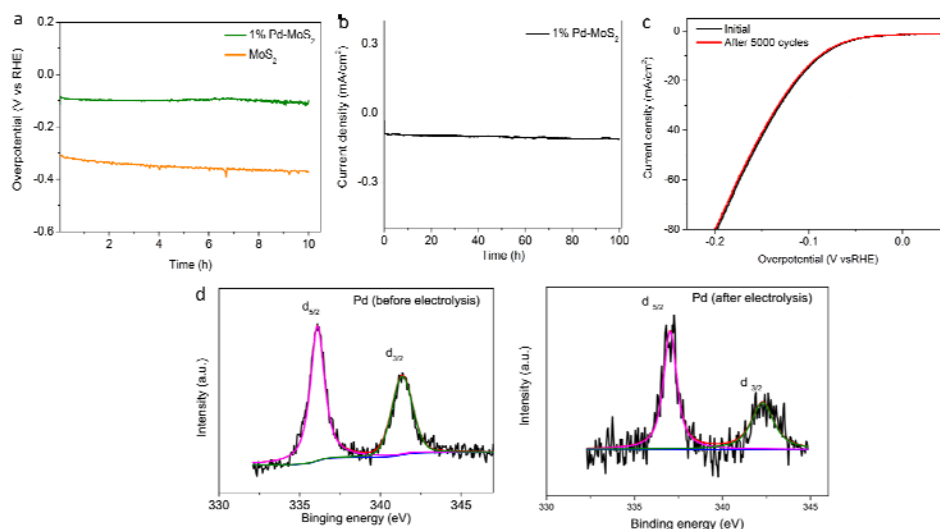 a
0.2
0.0
-0.2
-0.4
-0.6
Overpotential (V vs RHE)
1% Pd-MoS2
MoS2
2 4 6 8 10
Time (h)
b
0.3
0.0
-0.3
Current density (mA/cm2)
1% Pd-MoS2
0 20 40 60 80 100
Time (h)
c
0
-20
-40
-60
-80
Current density (mA/cm2)
Initial
After 5000 cycles
-0.2 -0.1 0.0
Overpotential (V vsRHE)
d
Intensity (a.u.)
d5/2
d3/2
Pd (before electrolysis)
330 335 340 345
Binging energy (eV)
Intensity (a.u.)
d 5/2
d 3/2
Pd (after electrolysis)
330 335 340 345
Binding energy (eV)